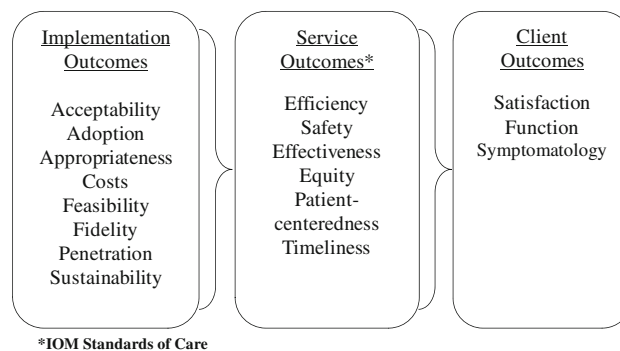 Implementation
Outcomes
Acceptability
Adoption
Appropriateness
Costs
Feasibility
Fidelity
Penetration
Sustainability
Service
Outcomes*
Efficiency
Safety
Effectiveness
Equity
Patient-
centeredness
Timeliness
Client
Outcomes
Satisfaction
Function
Symptomatology
*IOM Standards of Care